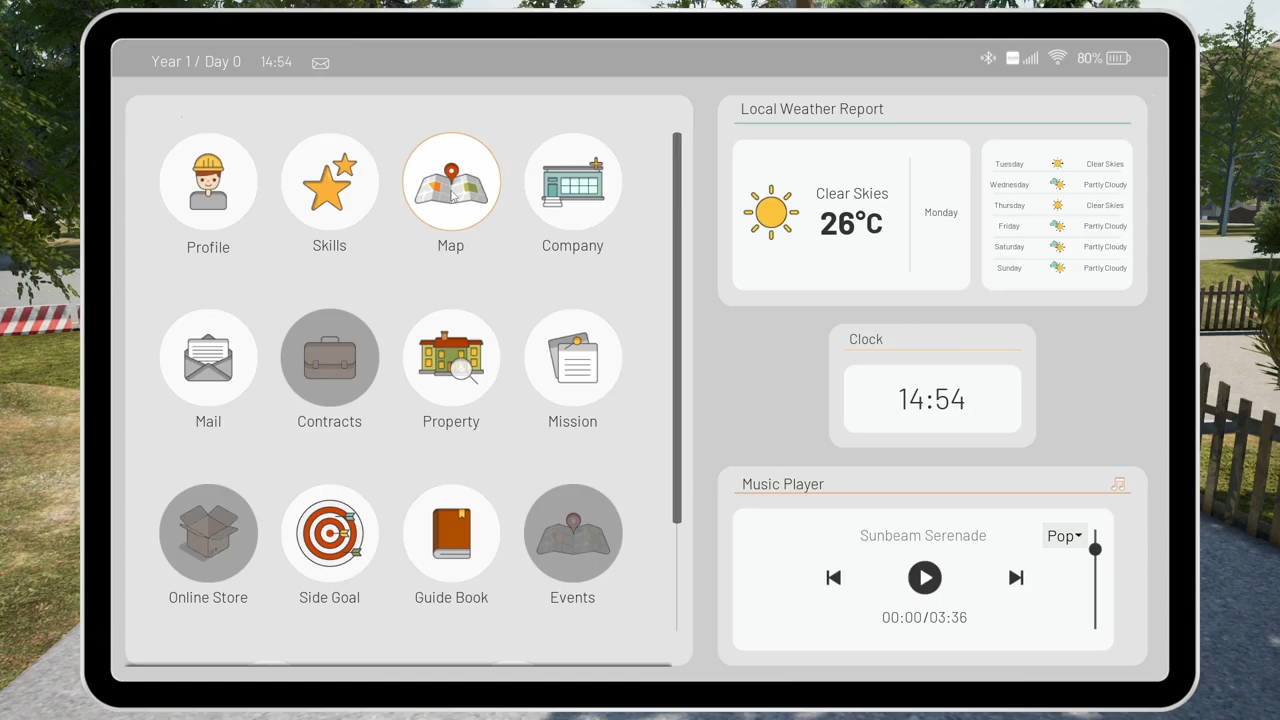 Year 1 / Day 0 14:54
80%
Profile Skills Map Company
Mail Contracts Property Mission
Online Store Side Goal Guide Book Events
Local Weather Report
Clear Skies
26°C
Monday
Tuesday Clear Skies
Wednesday Partly Cloudy
Thursday Clear Skies
Friday Partly Cloudy
Saturday Partly Cloudy
Sunday Partly Cloudy
Clock
14:54
Music Player
Sunbeam Serenade
Pop
00:00/03:36